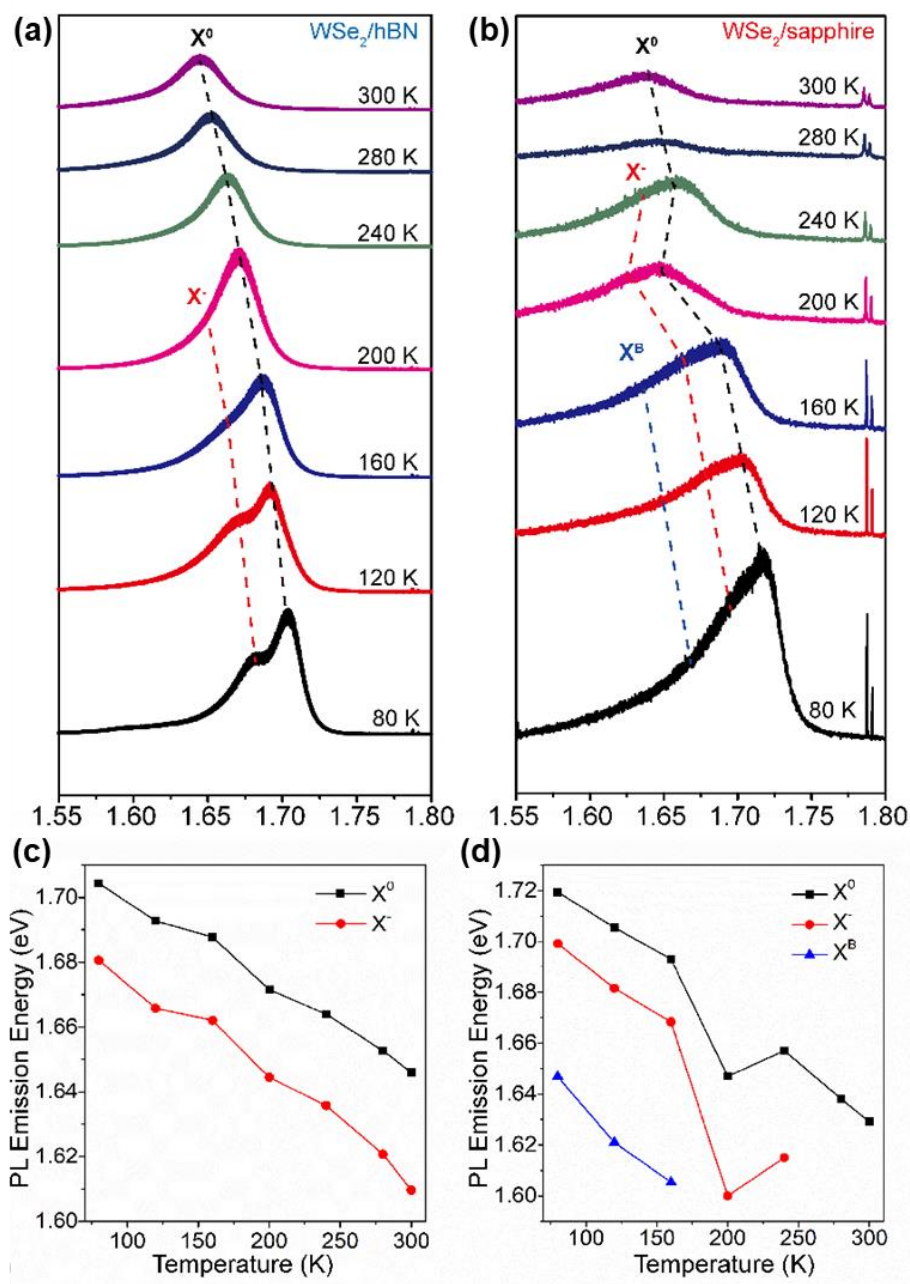 (a)
X⁰
WSe₂/hBN
300 K
280 K
240 K
X⁻
200 K
160 K
120 K
80 K
1.55 1.60 1.65 1.70 1.75 1.80
(b)
X⁰
WSe₂/sapphire
300 K
280 K
X⁻
240 K
200 K
Xᴮ
160 K
120 K
80 K
1.55 1.60 1.65 1.70 1.75 1.80
(c)
PL Emission Energy (eV)
1.70
1.68
1.66
1.64
1.62
1.60
X⁰
X⁻
100 150 200 250 300
Temperature (K)
(d)
PL Emission Energy (eV)
1.72
1.70
1.68
1.66
1.64
1.62
1.60
X⁰
X⁻
Xᴮ
100 150 200 250 300
Temperature (K)